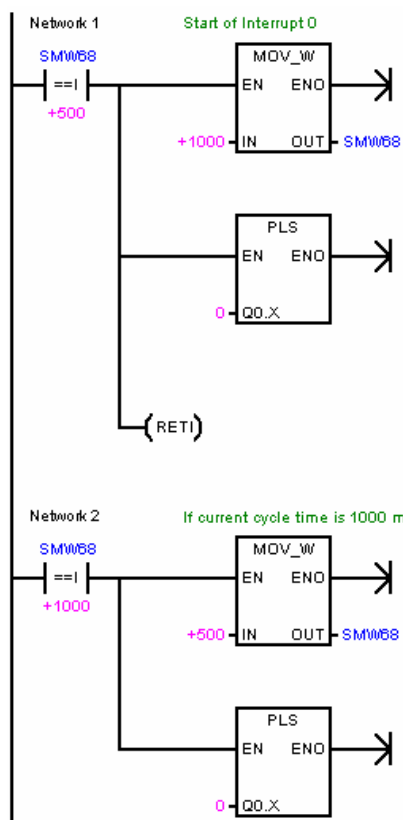 Network 1 Start of Interrupt 0
SMW68 MOV_W
==I EN ENO
+500
+1000 IN OUT SMW68
PLS
EN ENO
0 Q0.X
RETI
Network 2 If current cycle time is 1000 m
SMW68 MOV_W
==I EN ENO
+1000
+500 IN OUT SMW68
PLS
EN ENO
0 Q0.X